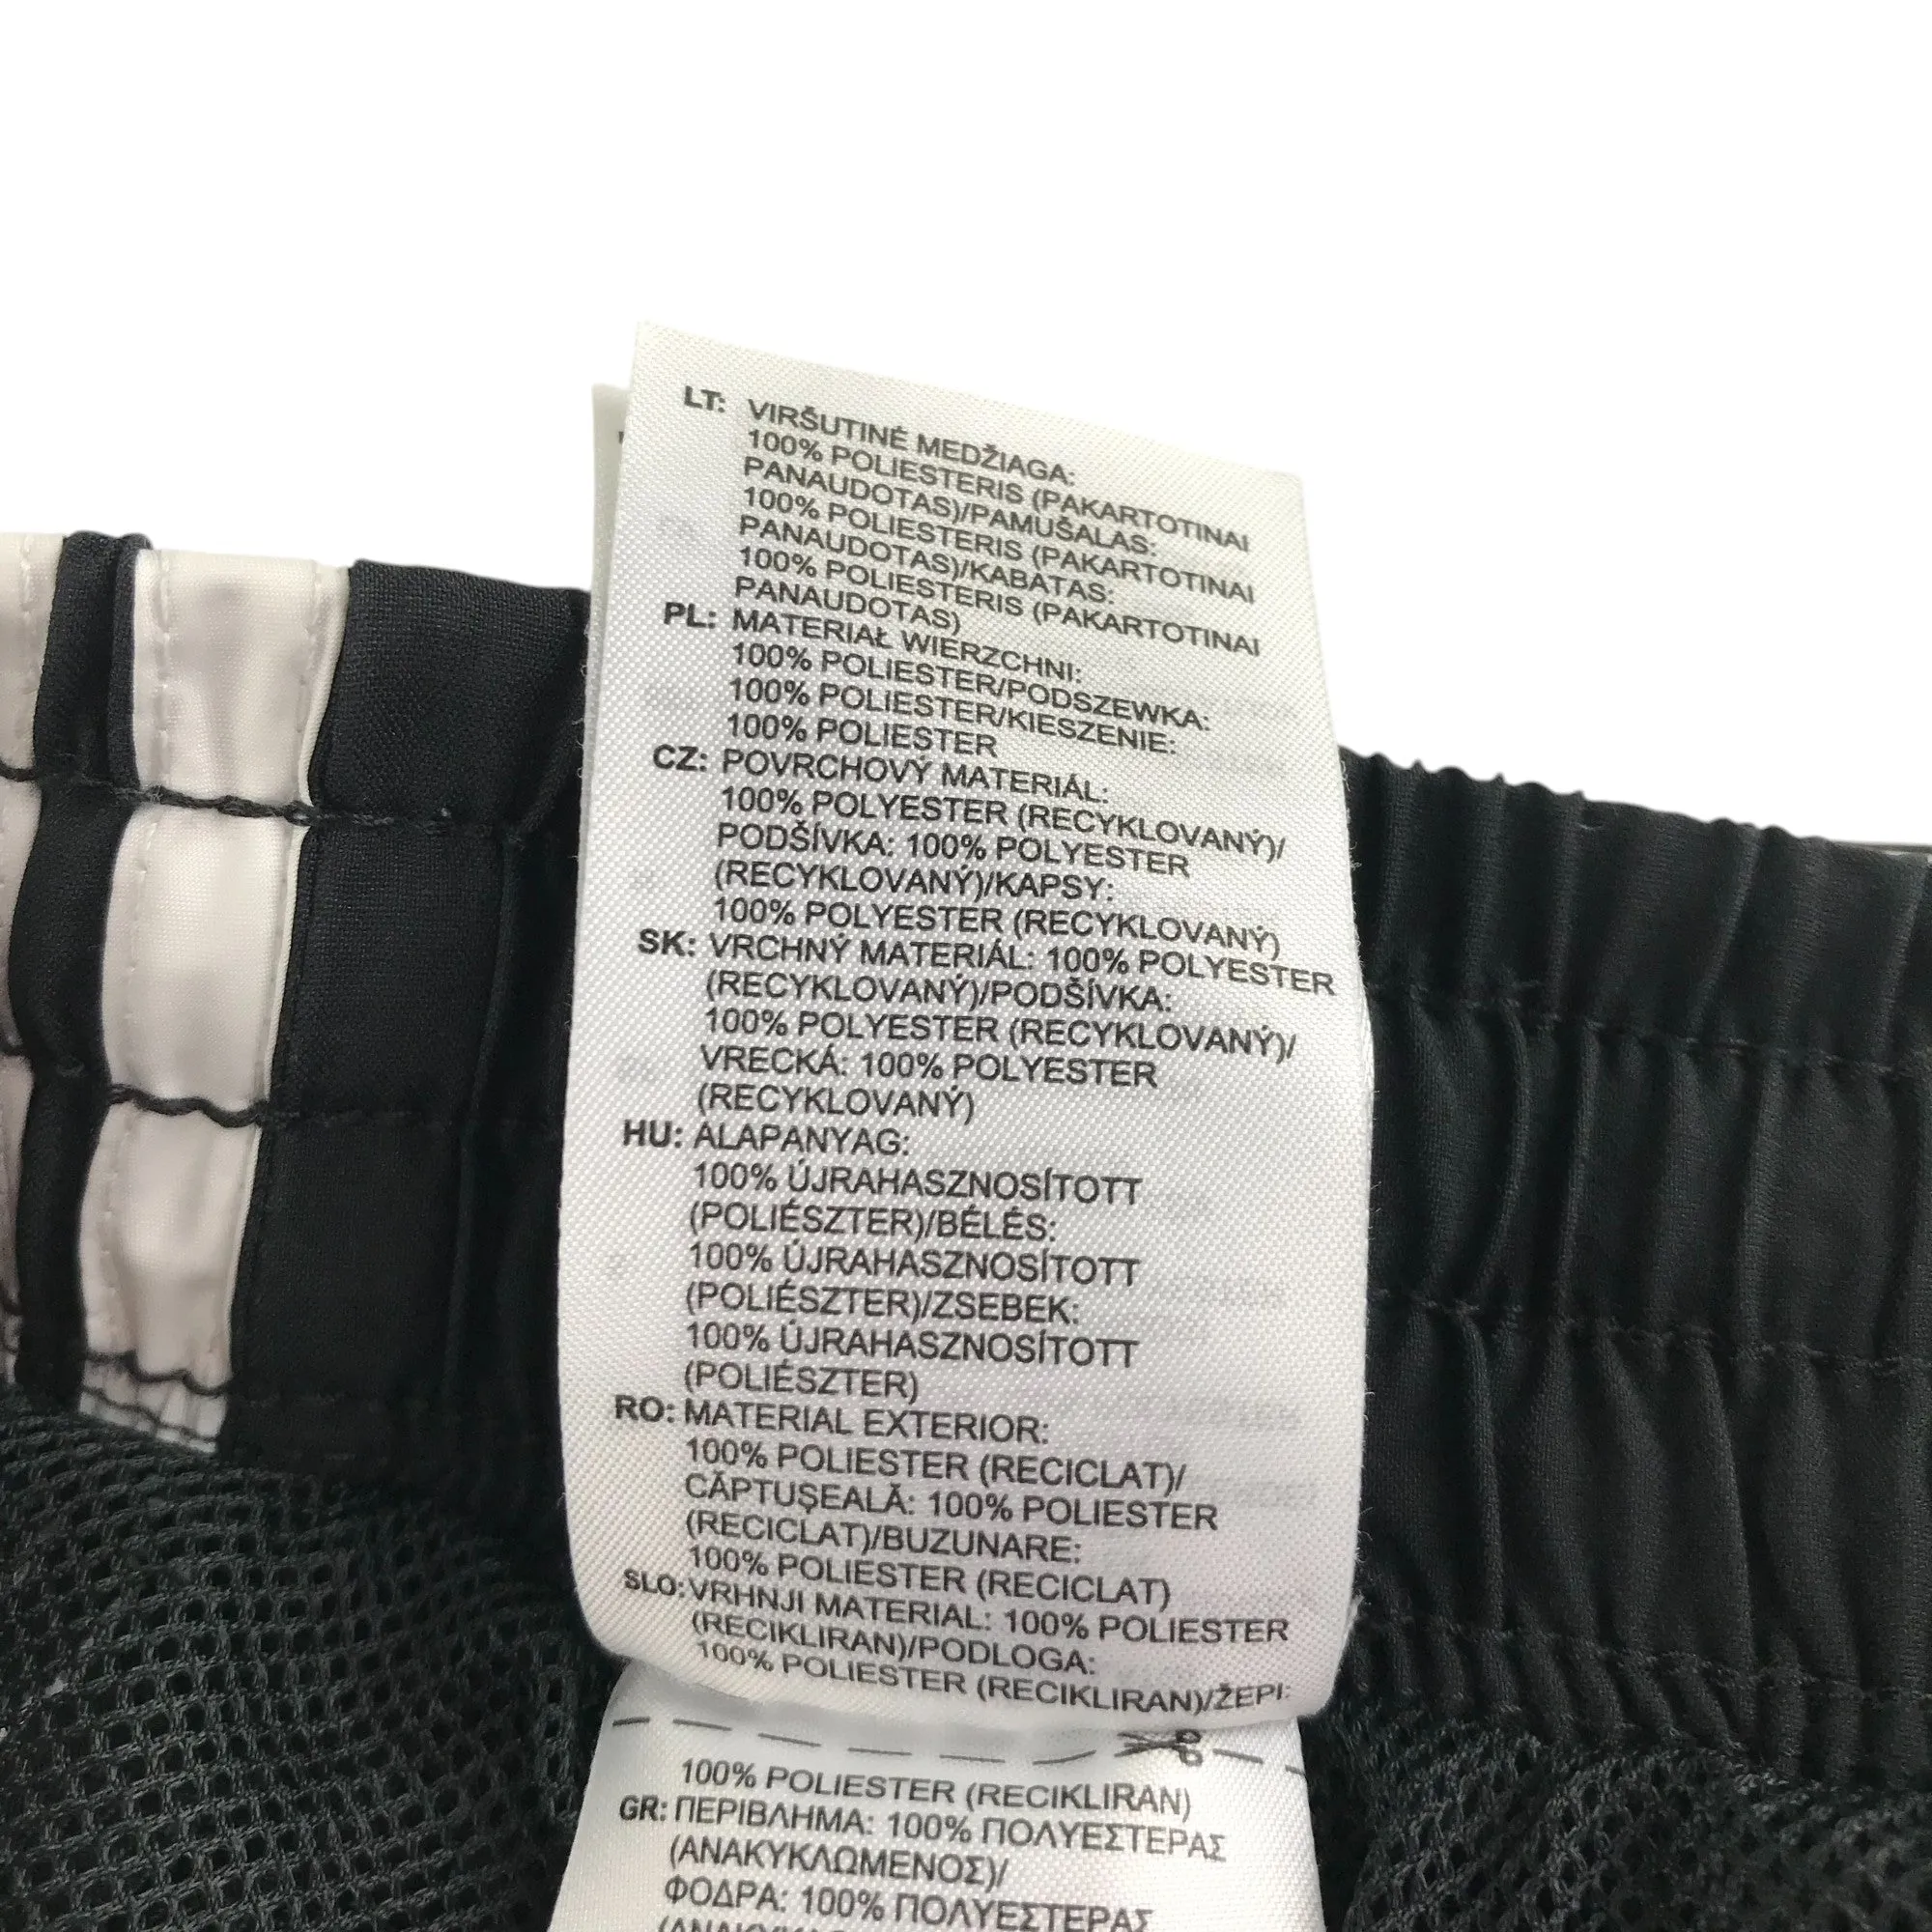 LT: VIRŠUTINĖ MEDŽIAGA:
100% POLIESTERIS (PAKARTOTINAI
PANAUDOTAS)/PAMUŠALAS:
100% POLIESTERIS (PAKARTOTINAI
PANAUDOTAS)/KABATAS:
100% POLIESTERIS (PAKARTOTINAI
PANAUDOTAS)
PL: MATERIAŁ WIERZCHNI:
100% POLIESTER/PODSZEWKA:
100% POLIESTER/KIESZENIE:
100% POLIESTER
CZ: POVRCHOVÝ MATERIÁL:
100% POLYESTER (RECYKLOVANÝ)/
PODŠÍVKA: 100% POLYESTER
(RECYKLOVANÝ)/KAPSY:
100% POLYESTER (RECYKLOVANÝ)
SK: VRCHNÝ MATERIÁL: 100% POLYESTER
(RECYKLOVANÝ)/PODŠÍVKA:
100% POLYESTER (RECYKLOVANÝ)/
VRECKÁ: 100% POLYESTER
(RECYKLOVANÝ)
HU: ALAPANYAG:
100% ÚJRAHASZNOSÍTOTT
(POLIÉSZTER)/BÉLÉS:
100% ÚJRAHASZNOSÍTOTT
(POLIÉSZTER)/ZSEBEK:
100% ÚJRAHASZNOSÍTOTT
(POLIÉSZTER)
RO: MATERIAL EXTERIOR:
100% POLIESTER (RECICLAT)/
CĂPTUŞEALĂ: 100% POLIESTER
(RECICLAT)/BUZUNARE:
100% POLIESTER (RECICLAT)
SLO: VRHNJI MATERIAL: 100% POLIESTER
(RECIKLIRAN)/PODLOGA:
100% POLIESTER (RECIKLIRAN)/ŽEPI:
100% POLIESTER (RECIKLIRAN)
GR: ΠΕΡΙΒΛΗΜΑ: 100% ΠΟΛΥΕΣΤΕΡΑΣ
(ΑΝΑΚΥΚΛΩΜΕΝΟΣ)/
ΦΟΔΡΑ: 100% ΠΟΛΥΕΣΤΕΡΑΣ